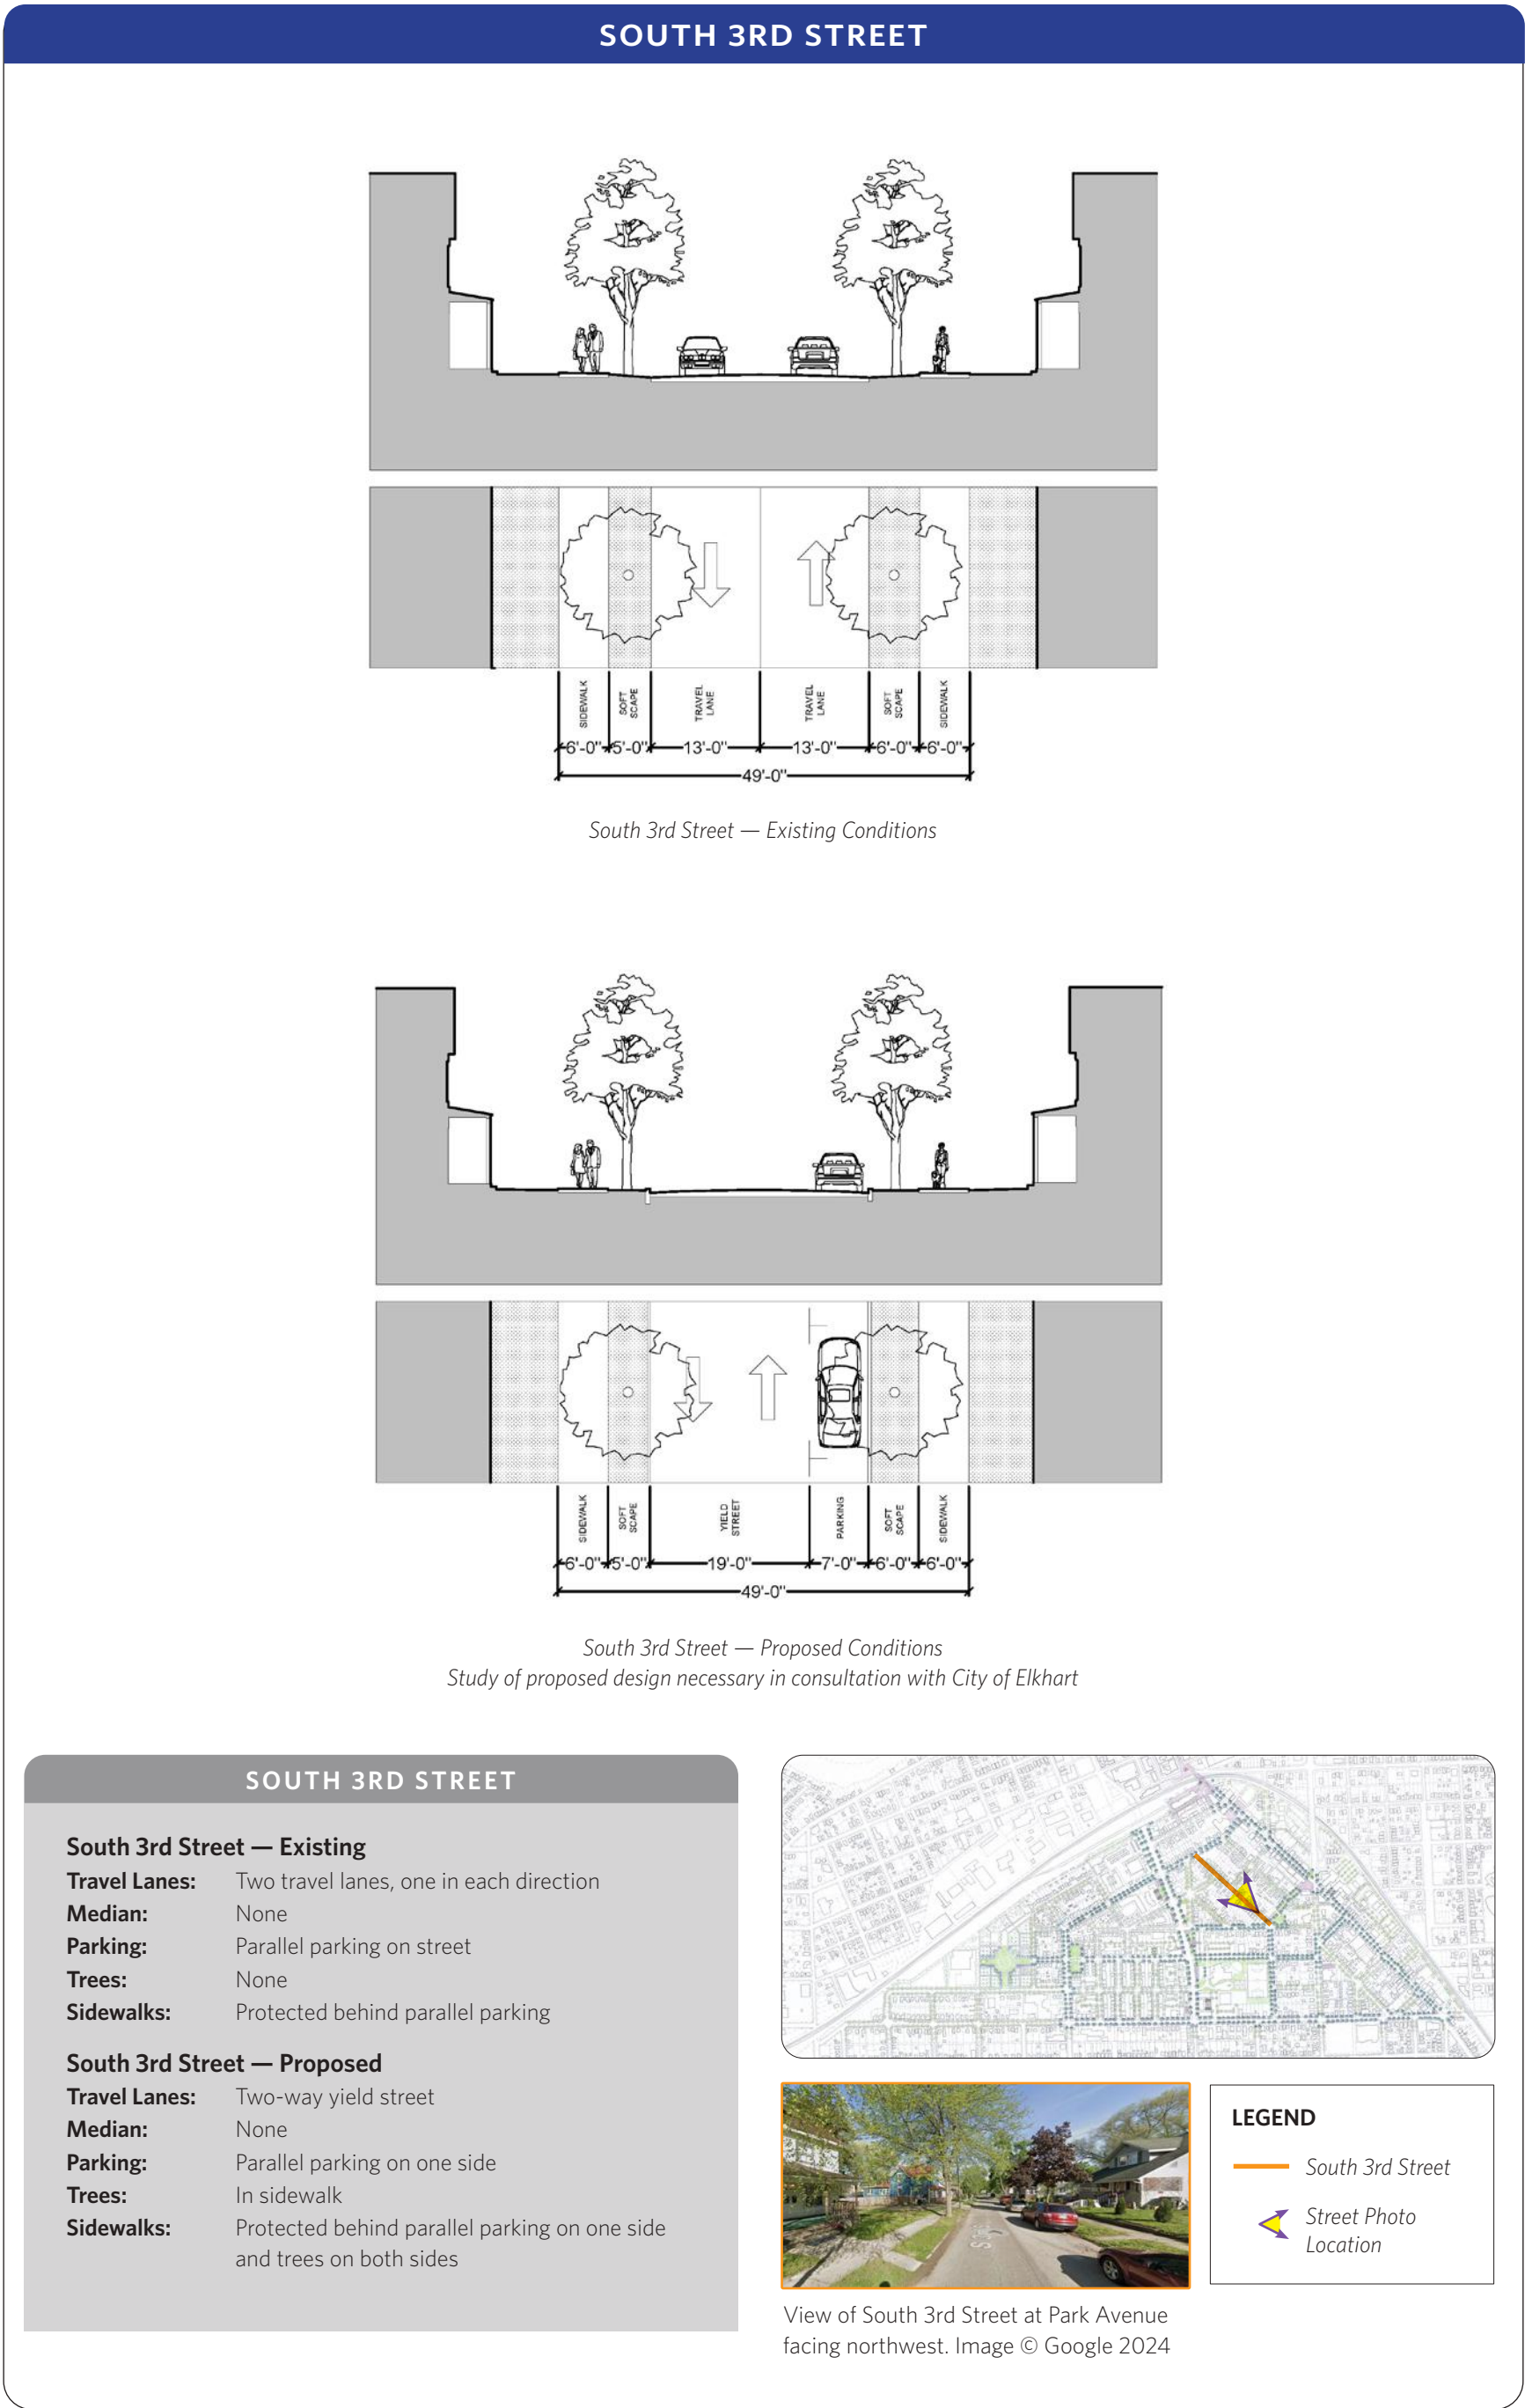 SOUTH 3RD STREET
SIDEWALK
SOFT
SCAPE
TRAVEL
LANE
TRAVEL
LANE
SOFT
SCAPE
SIDEWALK
6'-0" 5'-0" 13'-0" 13'-0" 6'-0" 6'-0"
49'-0"
South 3rd Street — Existing Conditions
SIDEWALK
SOFT
SCAPE
YIELD
STREET
PARKING
SOFT
SCAPE
SIDEWALK
6'-0" 5'-0" 19'-0" 7'-0" 6'-0" 6'-0"
49'-0"
South 3rd Street — Proposed Conditions
Study of proposed design necessary in consultation with City of Elkhart
SOUTH 3RD STREET
South 3rd Street — Existing
Travel Lanes: Two travel lanes, one in each direction
Median: None
Parking: Parallel parking on street
Trees: None
Sidewalks: Protected behind parallel parking
South 3rd Street — Proposed
Travel Lanes: Two-way yield street
Median: None
Parking: Parallel parking on one side
Trees: In sidewalk
Sidewalks: Protected behind parallel parking on one side
and trees on both sides
LEGEND
South 3rd Street
Street Photo
Location
View of South 3rd Street at Park Avenue
facing northwest. Image © Google 2024